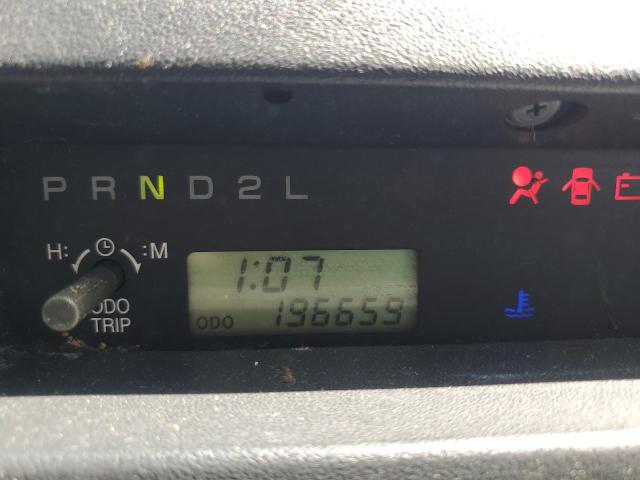 P R N D 2 L
H: :M
1:07
ODO
TRIP
ODO 196659